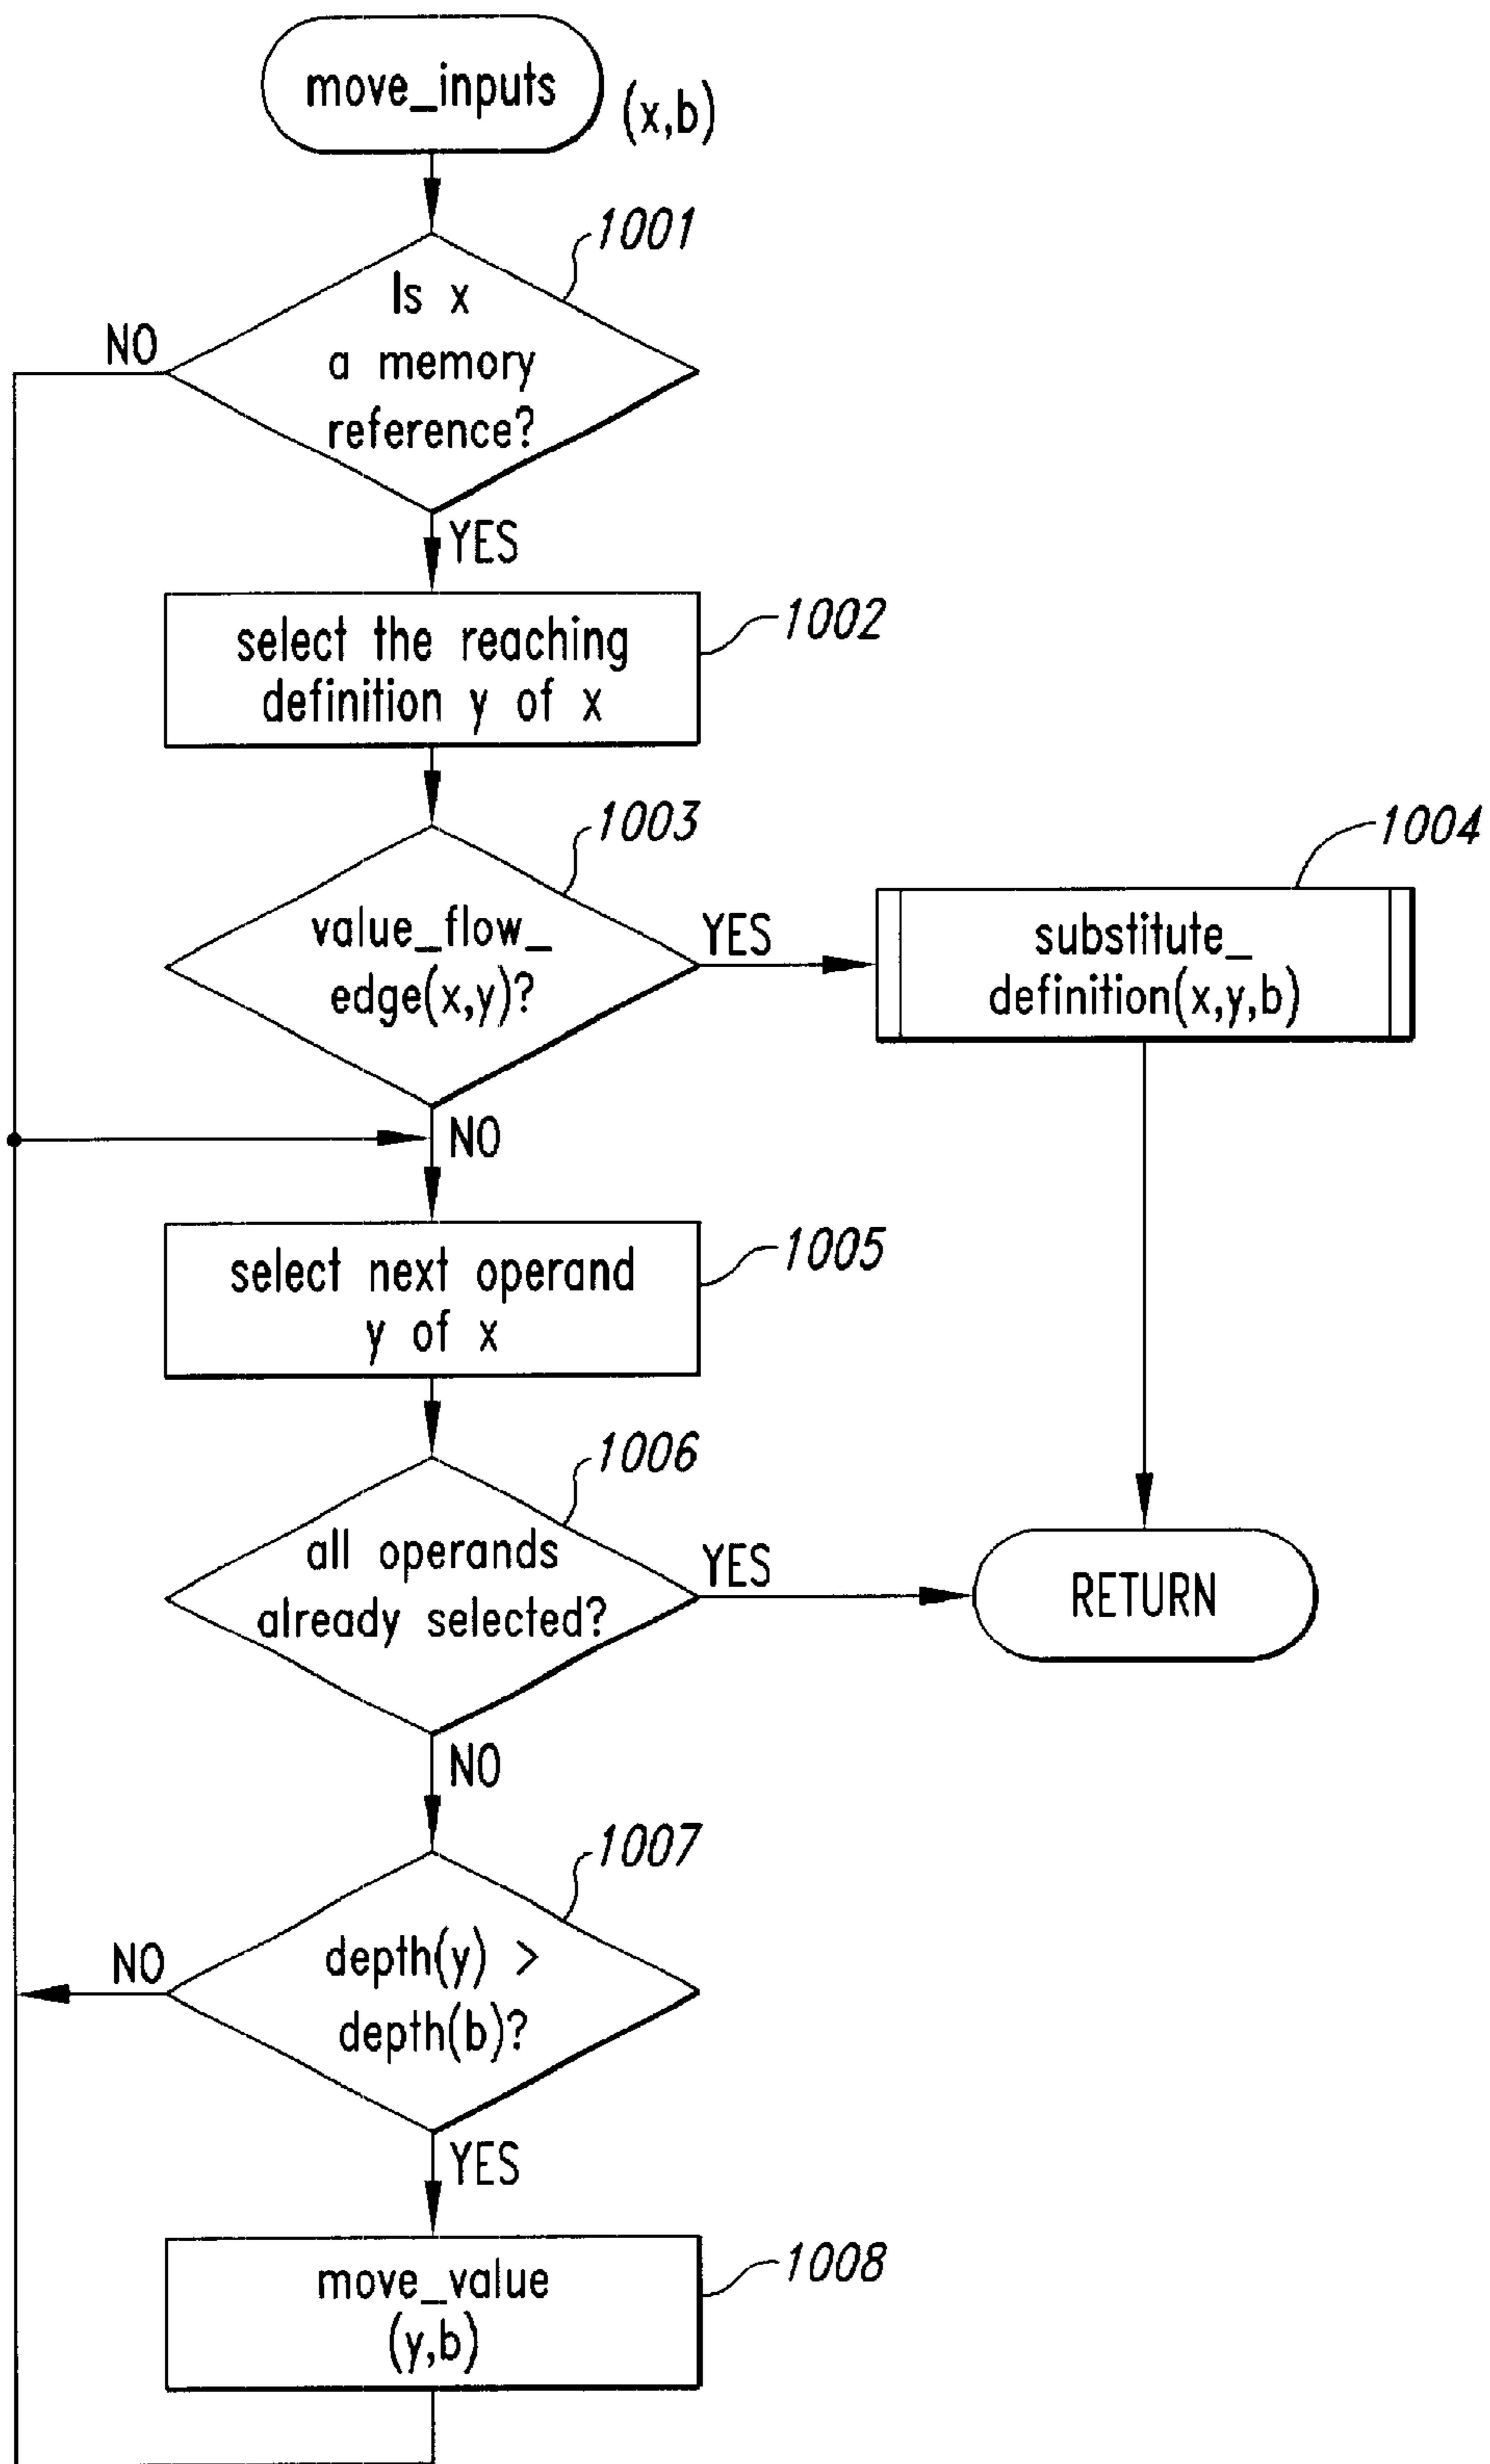 move_inputs
(x,b)
1001
Is x
a memory
reference?
NO
YES
1002
select the reaching
definition y of x
1003
value_flow_
edge(x,y)?
YES
1004
substitute_
definition(x,y,b)
NO
1005
select next operand
y of x
1006
all operands
already selected?
YES
RETURN
NO
1007
depth(y) >
depth(b)?
NO
YES
1008
move_value
(y,b)